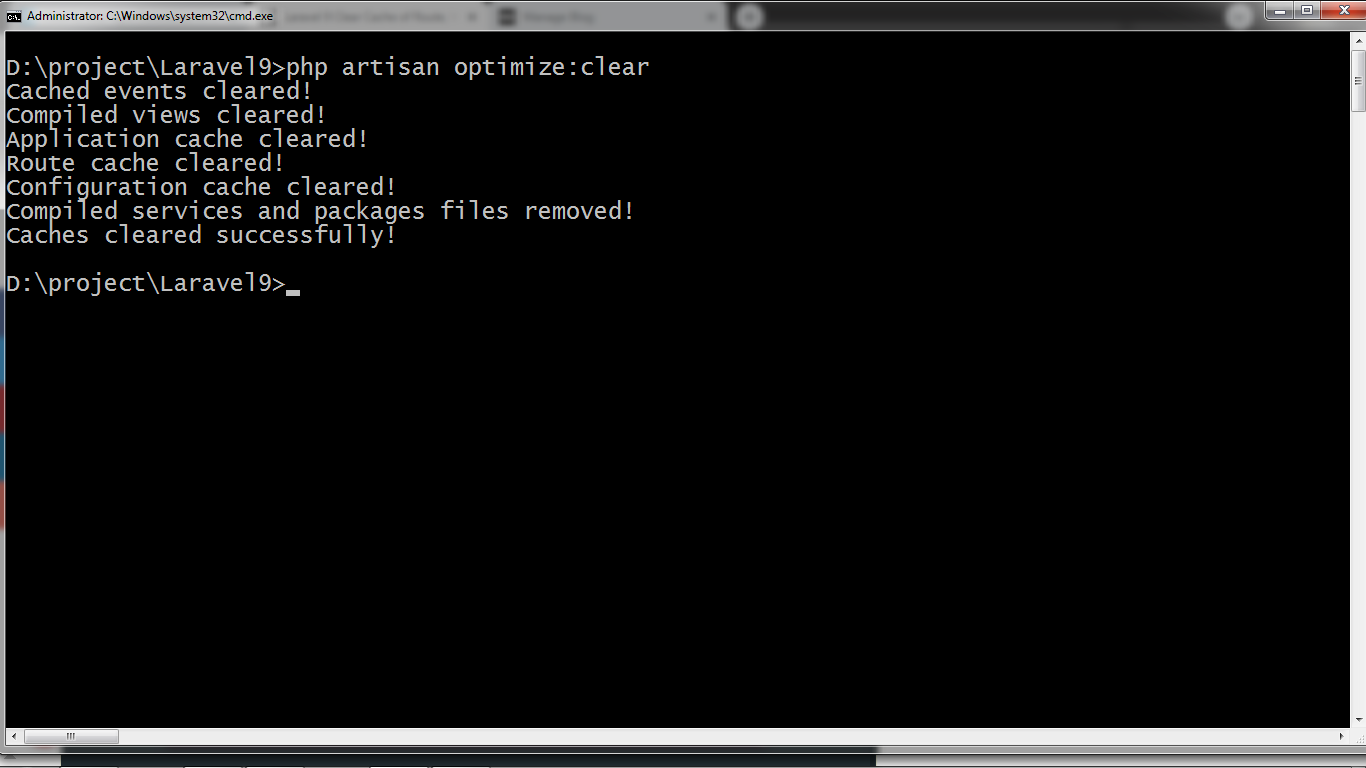 Administrator: C:\Windows\system32\cmd.exe
D:\project\Laravel9>php artisan optimize:clear
Cached events cleared!
Compiled views cleared!
Application cache cleared!
Route cache cleared!
Configuration cache cleared!
Compiled services and packages files removed!
Caches cleared successfully!
D:\project\Laravel9>